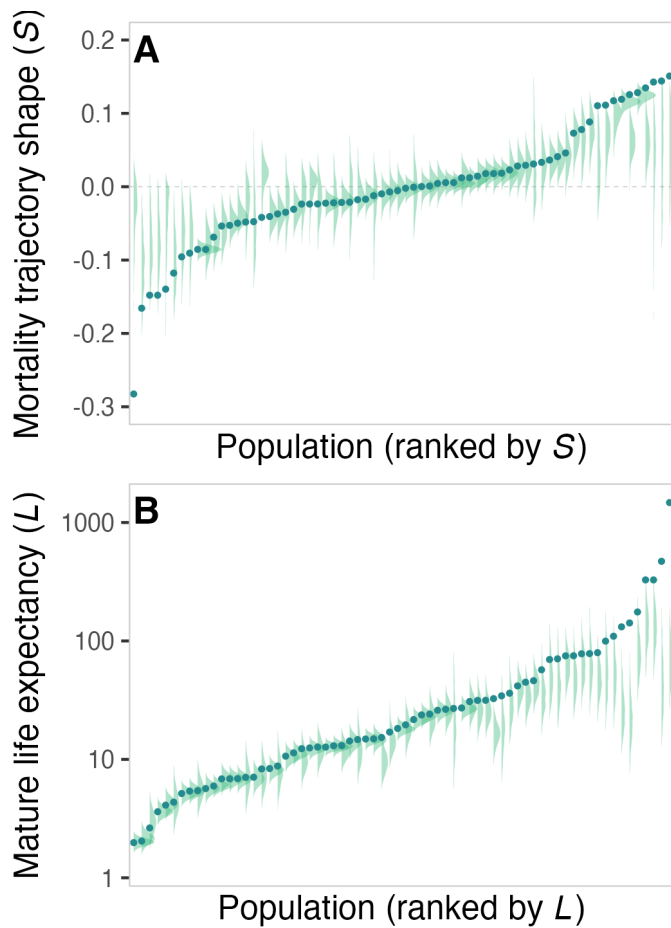 A
Mortality trajectory shape (S)
0.2
0.1
0.0
-0.1
-0.2
-0.3
Population (ranked by S)
B
Mature life expectancy (L)
1000
100
10
1
Population (ranked by L)